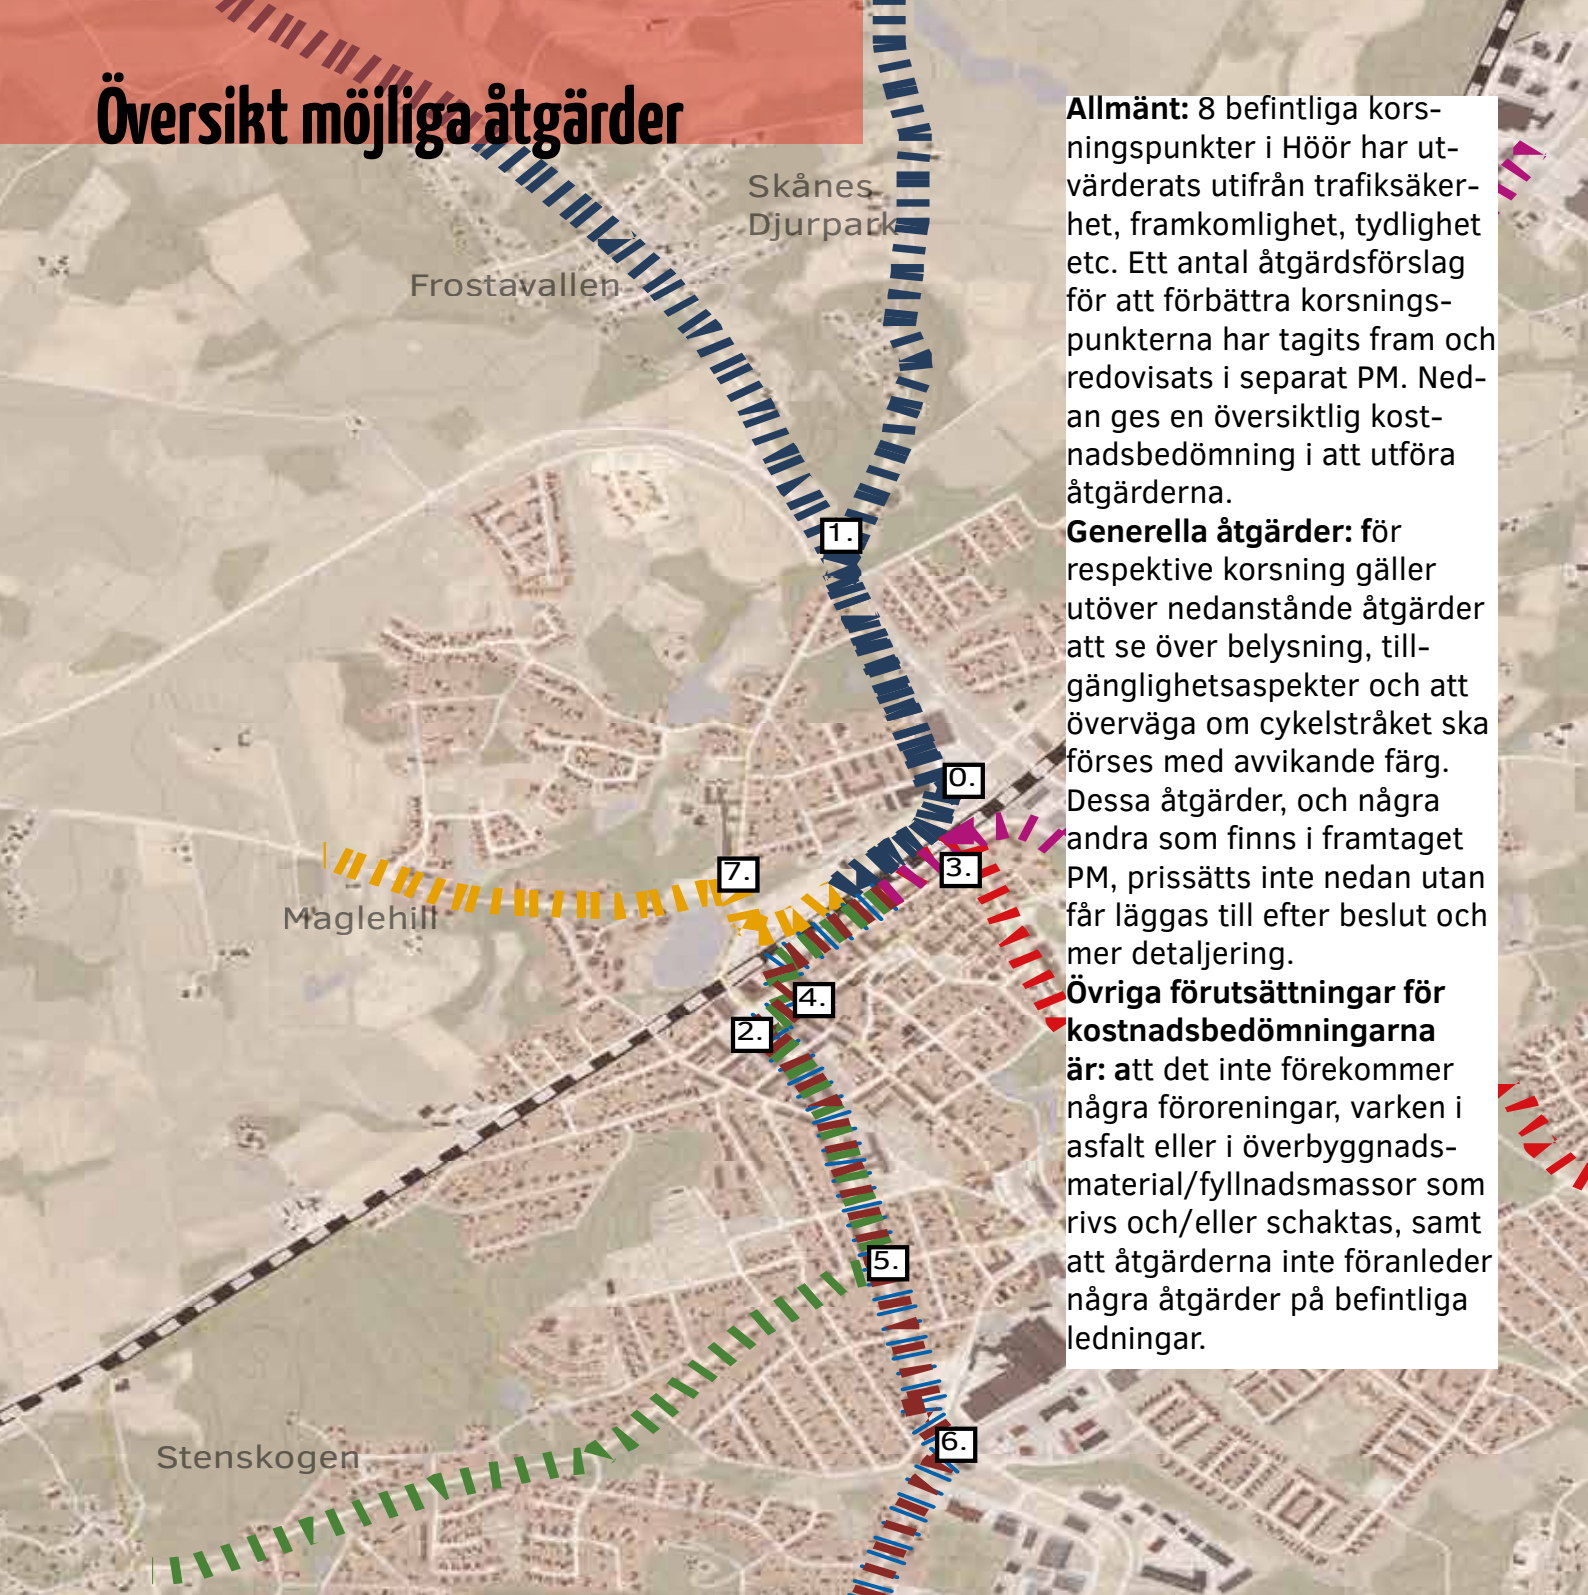 Översikt möjliga åtgärder
Skånes
Djurpark
Frostavallen
1.
0.
7.
3.
Maglehill
4.
2.
5.
6.
Stenskogen
Allmänt: 8 befintliga kors-
ningspunkter i Höör har ut-
värderats utifrån trafiksäker-
het, framkomlighet, tydlighet
etc. Ett antal åtgärdsförslag
för att förbättra korsnings-
punkterna har tagits fram och
redovisats i separat PM. Ned-
an ges en översiktlig kost-
nadsbedömning i att utföra
åtgärderna.
Generella åtgärder: för
respektive korsning gäller
utöver nedanstånde åtgärder
att se över belysning, till-
gänglighetsaspekter och att
överväga om cykelstråket ska
förses med avvikande färg.
Dessa åtgärder, och några
andra som finns i framtaget
PM, prissätts inte nedan utan
får läggas till efter beslut och
mer detaljering.
Övriga förutsättningar för
kostnadsbedömningarna
är: att det inte förekommer
några föroreningar, varken i
asfalt eller i överbyggnads-
material/fyllnadsmassor som
rivs och/eller schaktas, samt
att åtgärderna inte föranleder
några åtgärder på befintliga
ledningar.